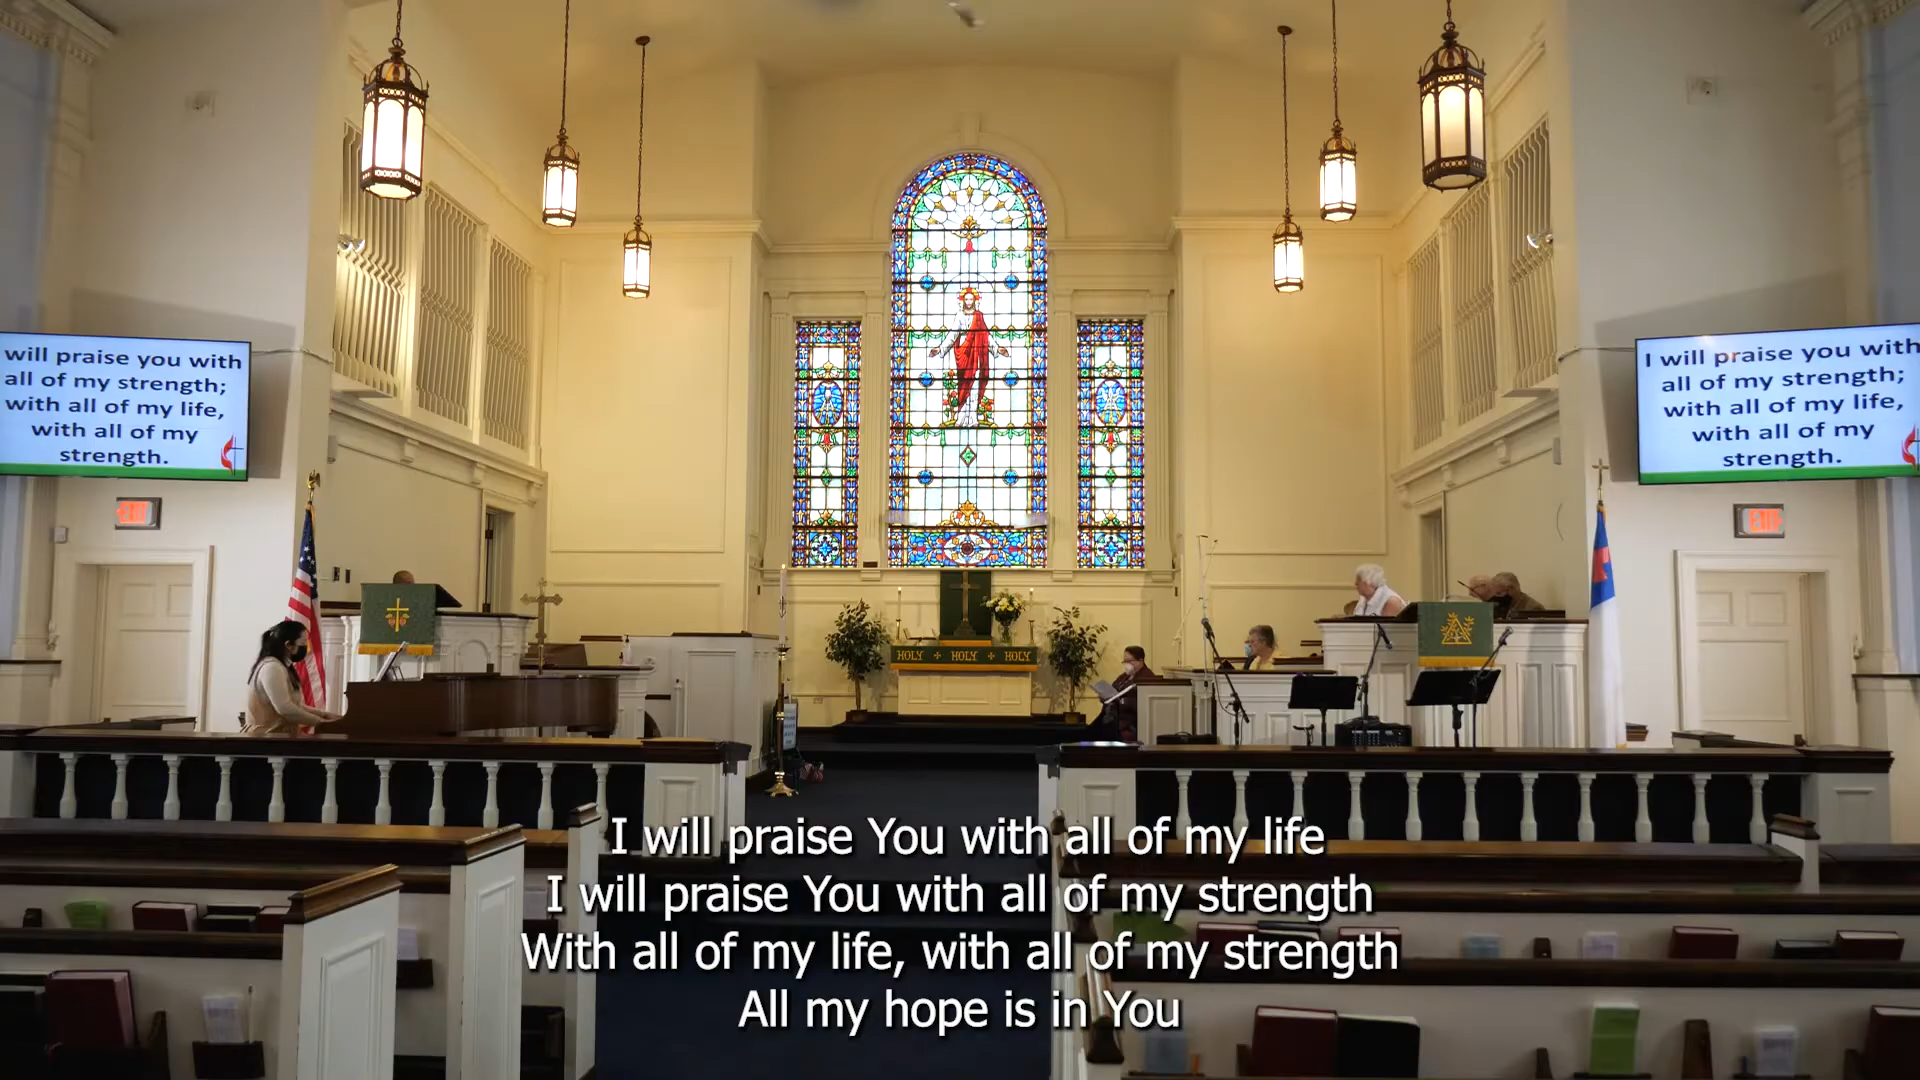 will praise you with
all of my strength;
with all of my life,
with all of my
strength.
I will praise you with
all of my strength;
with all of my life,
with all of my
strength.
EXIT
EXIT
HOLY HOLY HOLY
I will praise You with all of my life
I will praise You with all of my strength
With all of my life, with all of my strength
All my hope is in You